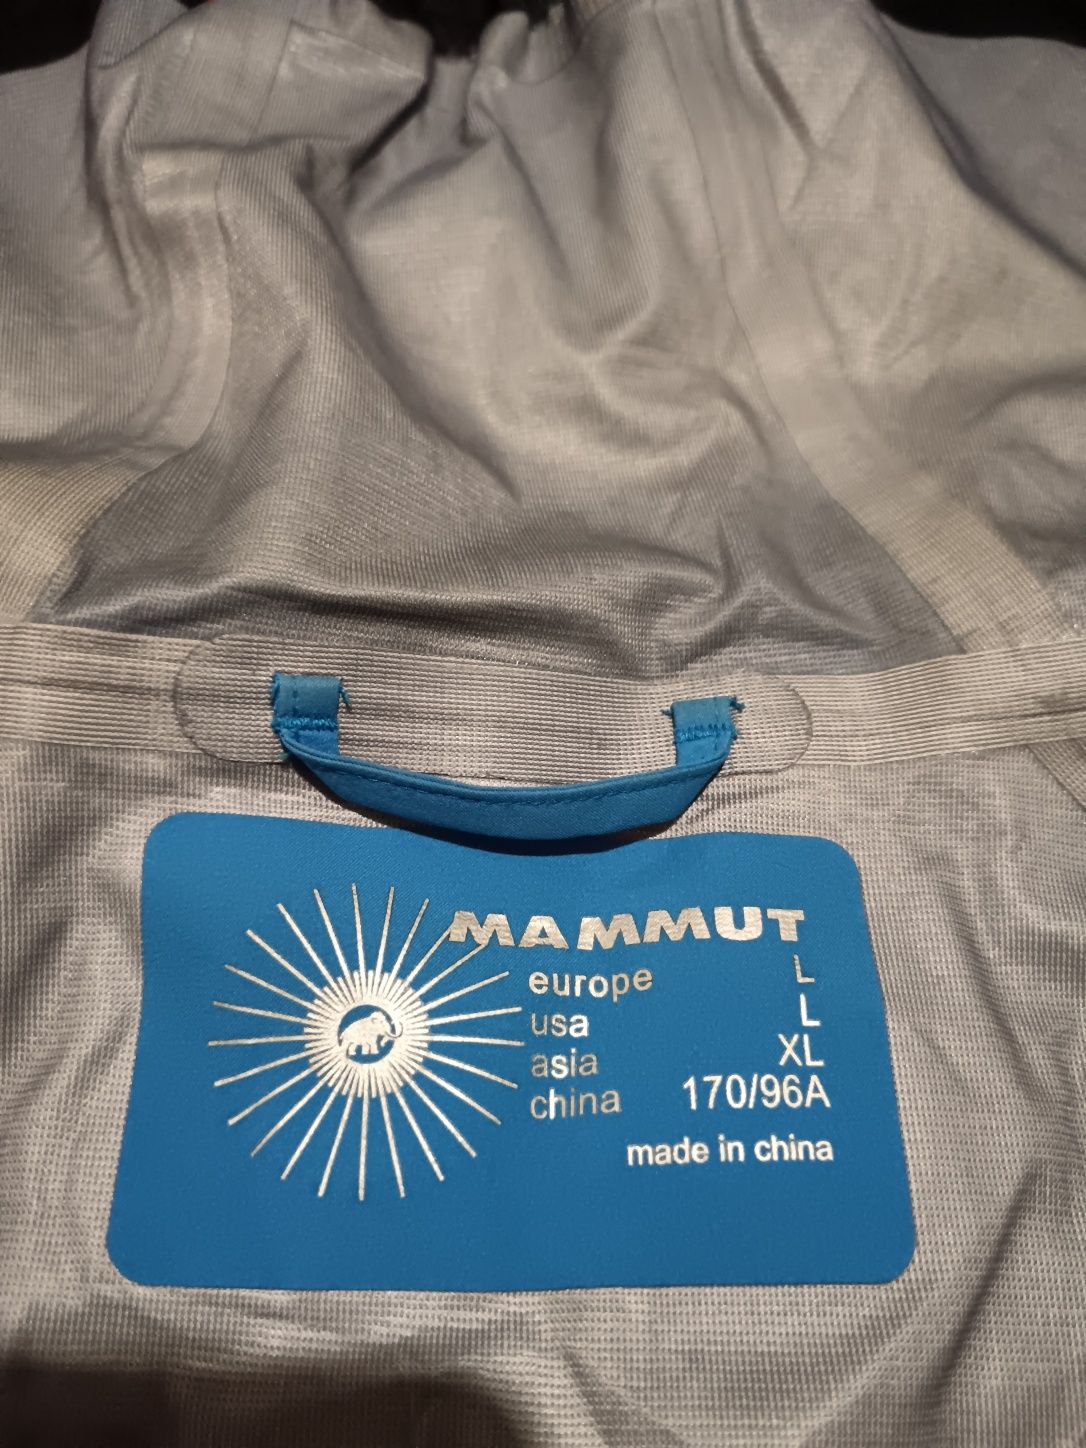 MAMMUT
europe L
usa L
asia XL
china 170/96A
made in china